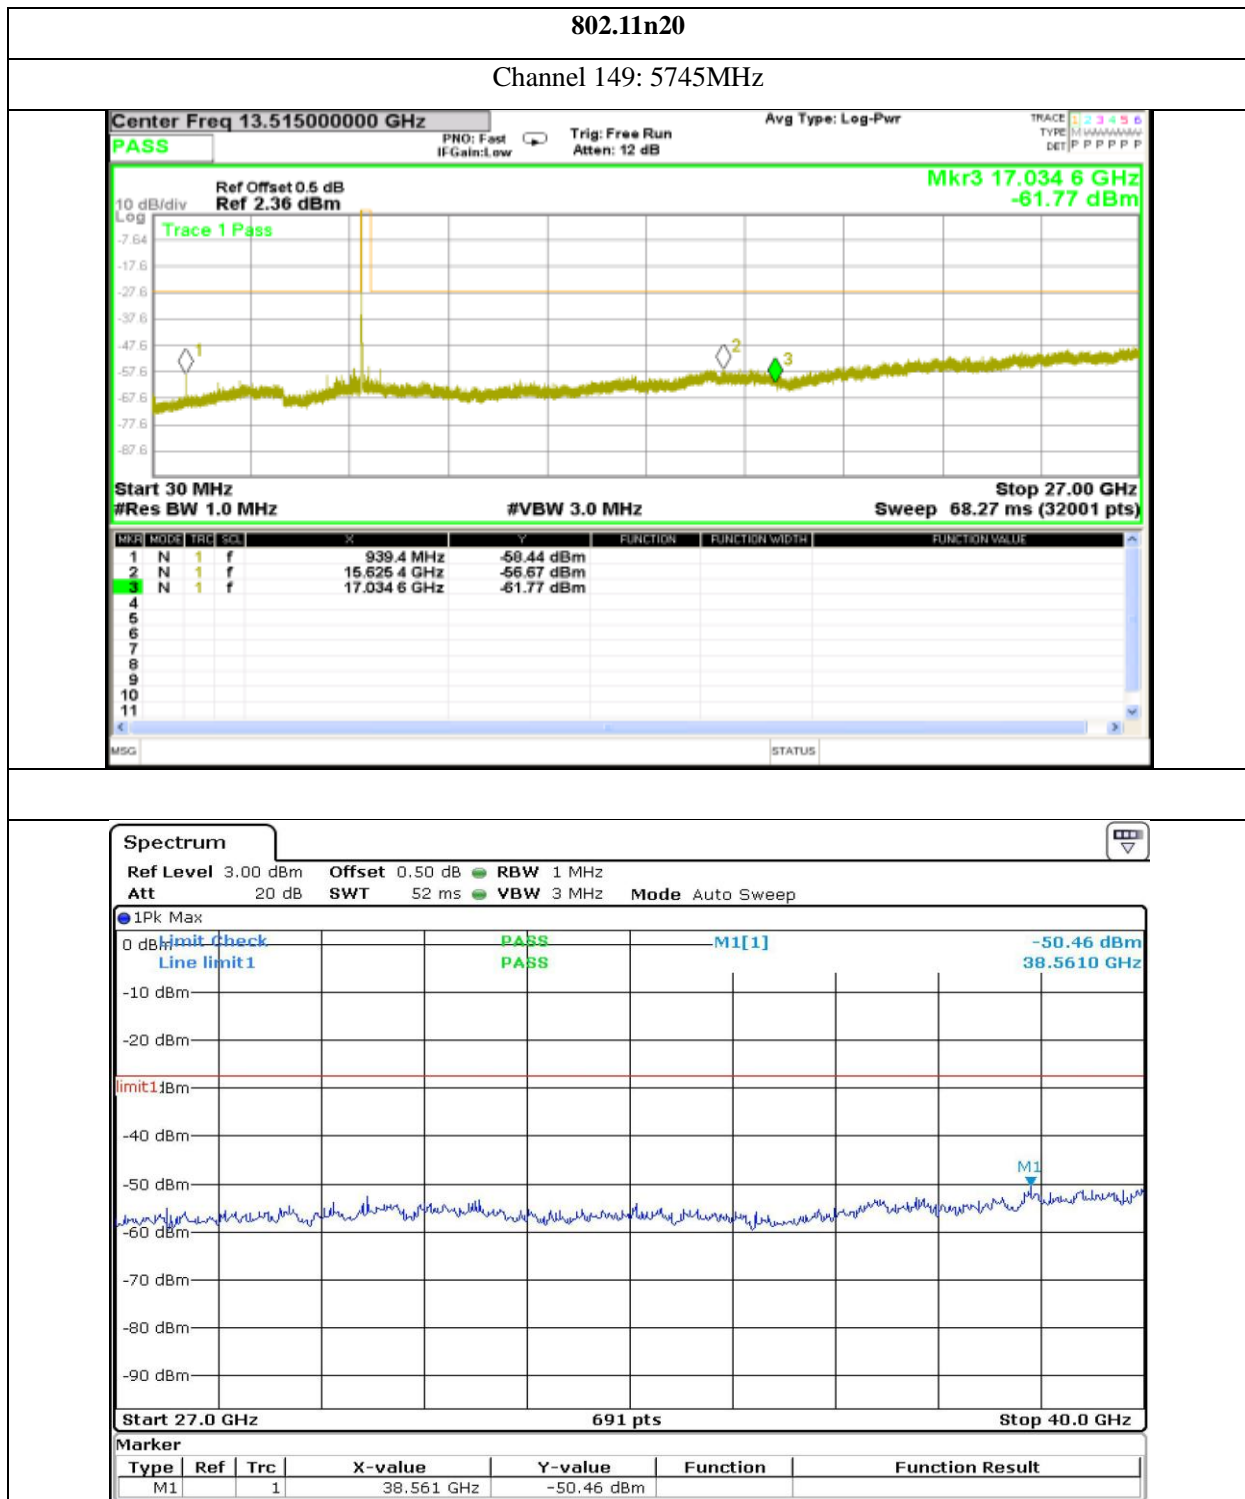 802.11n20
Channel 149: 5745MHz
Center Freq 13.515000000 GHz
PASS
PNO: Fast
IFGain:Low
Trig: Free Run
Atten: 12 dB
Avg Type: Log-Pwr
TRACE 1 2 3 4 5 6
TYPE M
DET P P P P P P
Mkr3 17.034 6 GHz
-61.77 dBm
Ref Offset 0.5 dB
10 dB/div Ref 2.36 dBm
Log
Trace 1 Pass
-7.64
-17.6
-27.6
-37.6
-47.6
-57.6
-67.6
-77.6
-87.6
1
2
3
Start 30 MHz Stop 27.00 GHz
#Res BW 1.0 MHz #VBW 3.0 MHz Sweep 68.27 ms (32001 pts)
MKR MODE TRC SCL X Y FUNCTION FUNCTION WIDTH FUNCTION VALUE
1 N 1 f 939.4 MHz -58.44 dBm
2 N 1 f 15.625 4 GHz -56.67 dBm
3 N 1 f 17.034 6 GHz -61.77 dBm
4
5
6
7
8
9
10
11
MSG STATUS
Spectrum
Ref Level 3.00 dBm Offset 0.50 dB RBW 1 MHz
Att 20 dB SWT 52 ms VBW 3 MHz Mode Auto Sweep
1Pk Max
0 dBm Limit Check PASS M1[1] -50.46 dBm
Line limit1 PASS 38.5610 GHz
-10 dBm
-20 dBm
limit1 dBm
-40 dBm
M1
-50 dBm
-60 dBm
-70 dBm
-80 dBm
-90 dBm
Start 27.0 GHz 691 pts Stop 40.0 GHz
Marker
Type Ref Trc X-value Y-value Function Function Result
M1 1 38.561 GHz -50.46 dBm